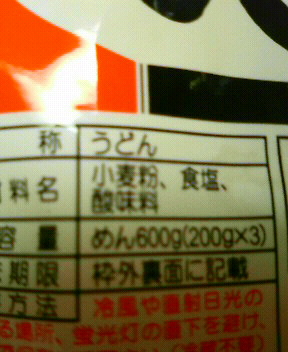 称 うどん
料名 小麦粉、食塩、
酸味料
容量 めん600g(200g×3)
期限 枠外裏面に記載
方法 冷風や直射日光の
る場所、蛍光灯の直下を避け、